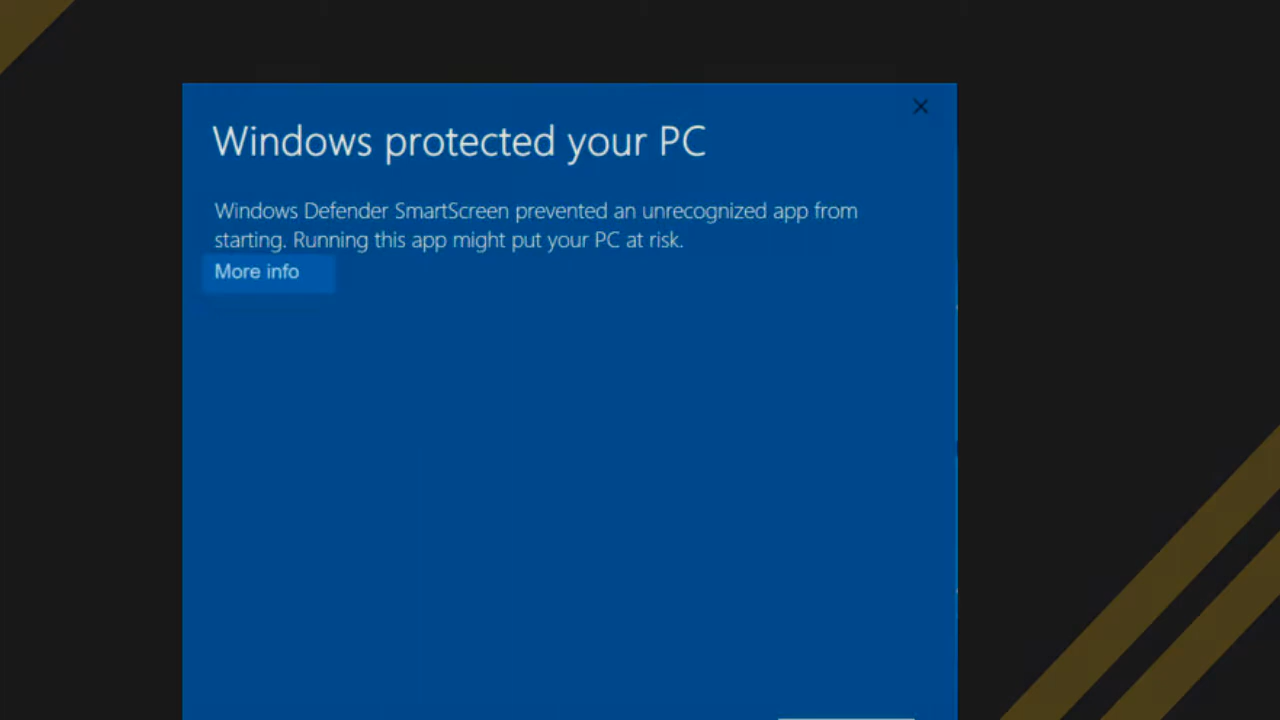 Windows protected your PC
Windows Defender SmartScreen prevented an unrecognized app from
starting. Running this app might put your PC at risk.
More info